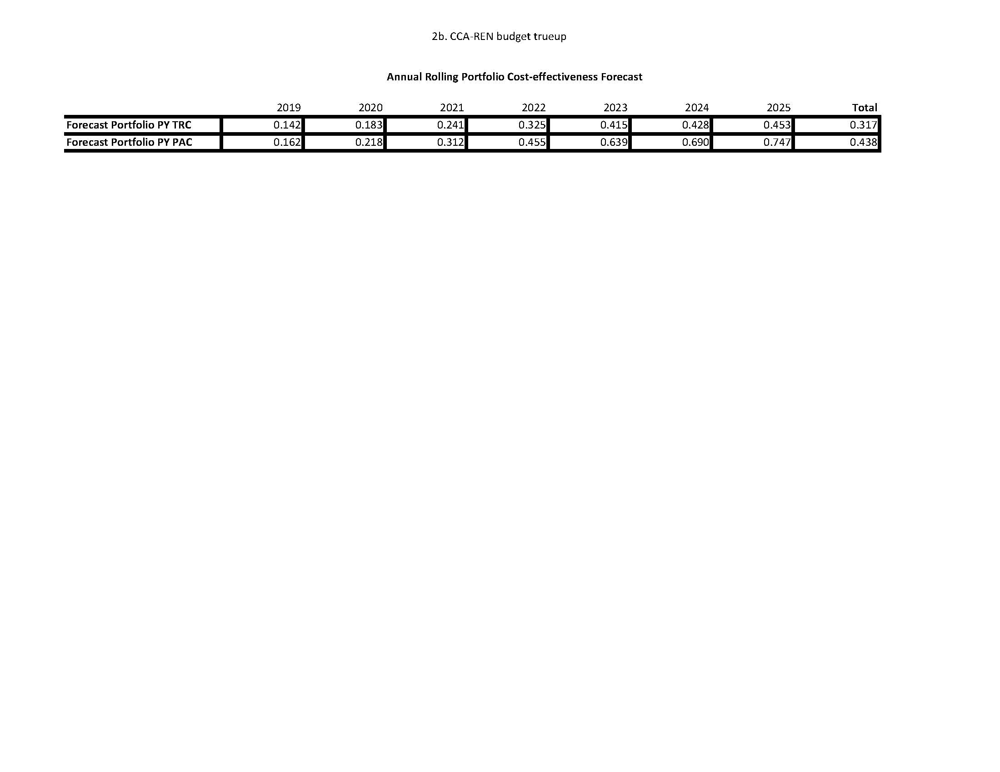 2b. CCA-REN budget trueup
Annual Rolling Portfolio Cost-effectiveness Forecast
2019 2020 2021 2022 2023 2024 2025 Total
Forecast Portfolio PY TRC 0.142 0.183 0.241 0.325 0.415 0.428 0.453 0.317
Forecast Portfolio PY PAC 0.162 0.218 0.312 0.455 0.639 0.690 0.747 0.438